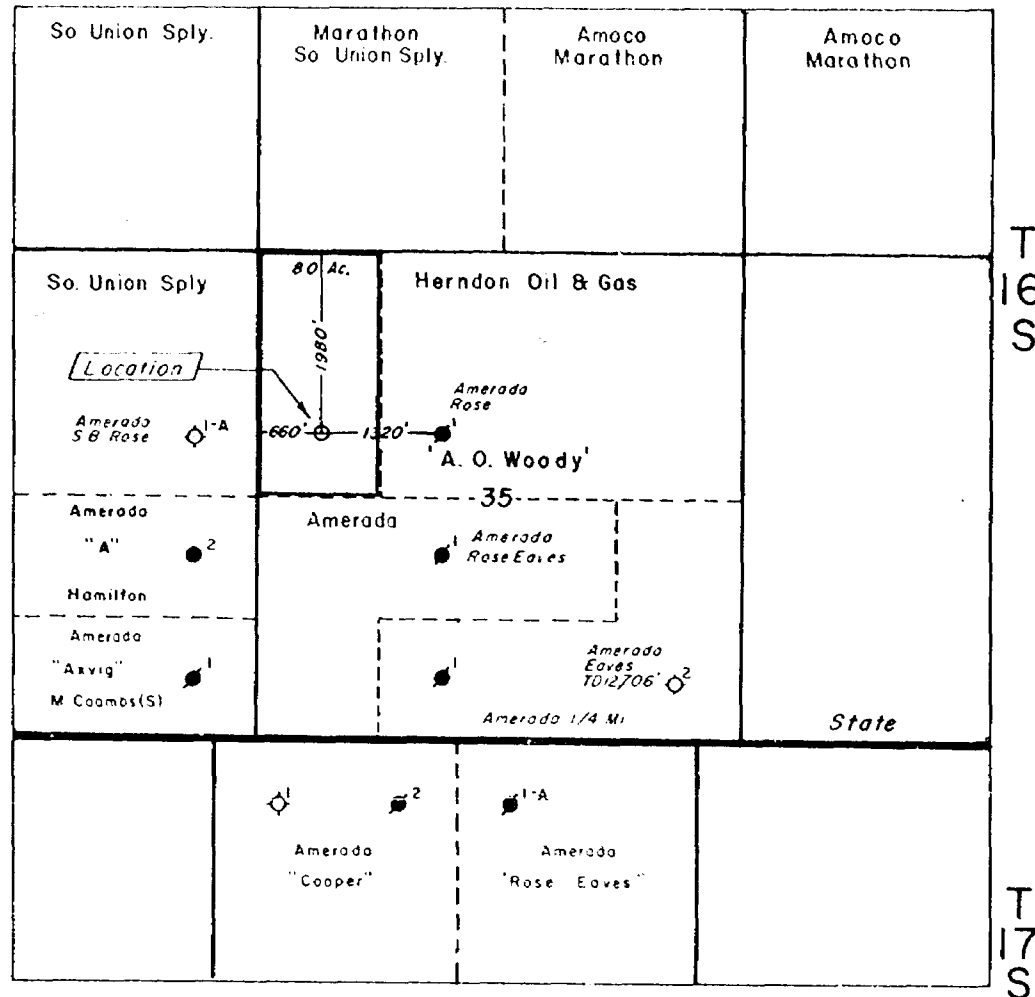 So Union Sply.
Marathon
So Union Sply.
Amoco
Marathon
Amoco
Marathon
T
16
S
So. Union Sply
80 Ac.
Herndon Oil & Gas
1980'
Location
Amerada
Rose
Amerada
S B Rose
1-A
660'
1320'
1
'A. O. Woody'
35
Amerada
"A"
2
Hamilton
Amerada
1
Amerada
Rose Eaves
Amerada
"Axvig"
1
M Coombs(S)
1
Amerada
Eaves
TD12,706'
2
Amerada 1/4 MI
State
1
2
1-A
Amerada
"Cooper"
Amerada
"Rose Eaves"
T
17
S